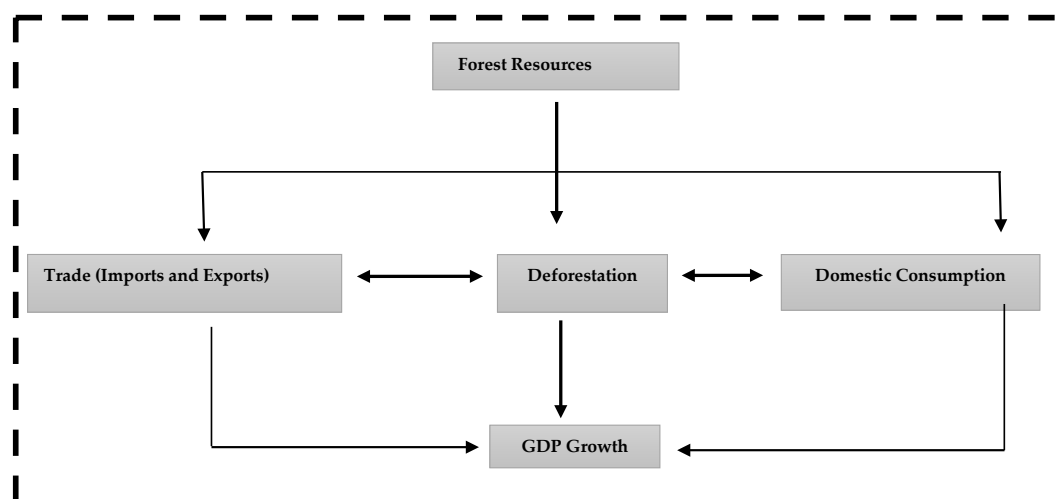 Forest Resources
Trade (Imports and Exports)
Deforestation
Domestic Consumption
GDP Growth